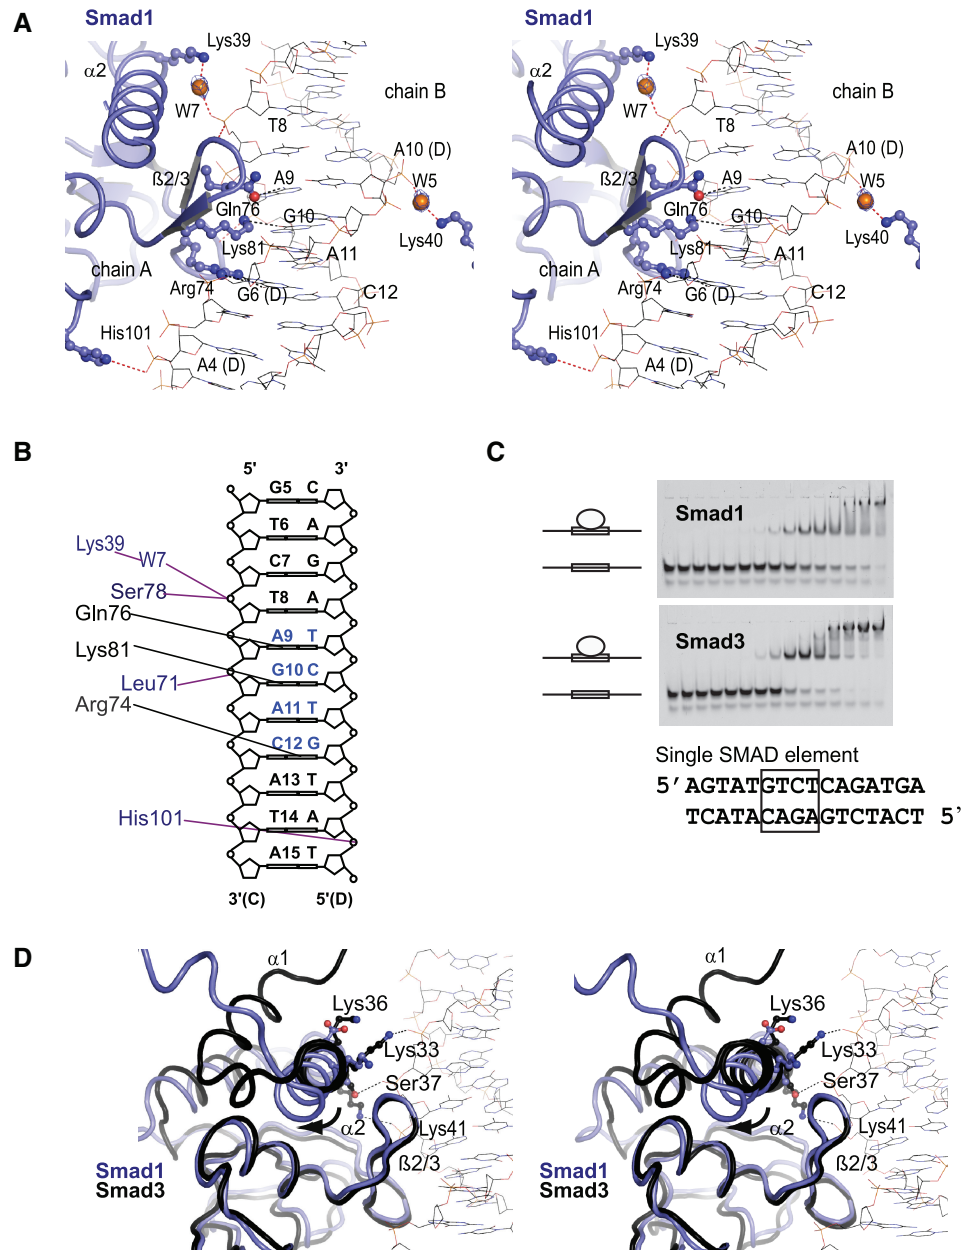 A
Smad1
Lys39
α2
W7
T8
chain B
A10 (D)
W5
ß2/3
A9
Gln76
G10
Lys40
Lys81
A11
chain A
Arg74
G6 (D)
C12
His101
A4 (D)
Smad1
Lys39
α2
W7
T8
chain B
A10 (D)
W5
ß2/3
A9
Gln76
G10
Lys40
Lys81
A11
chain A
Arg74
G6 (D)
C12
His101
A4 (D)
B
5' 3'
G5 C
T6 A
C7 G
T8 A
A9 T
G10 C
A11 T
C12 G
A13 T
T14 A
A15 T
3'(C) 5'(D)
Lys39
W7
Ser78
Gln76
Lys81
Leu71
Arg74
His101
C
Smad1
Smad3
Single SMAD element
5'AGTATGTCTCAGATGA
TCATACAGAGTCTACT 5'
D
α1
Lys36
Lys33
Ser37
α2
Lys41
ß2/3
Smad1
Smad3
α1
Lys36
Lys33
Ser37
α2
Lys41
ß2/3
Smad1
Smad3